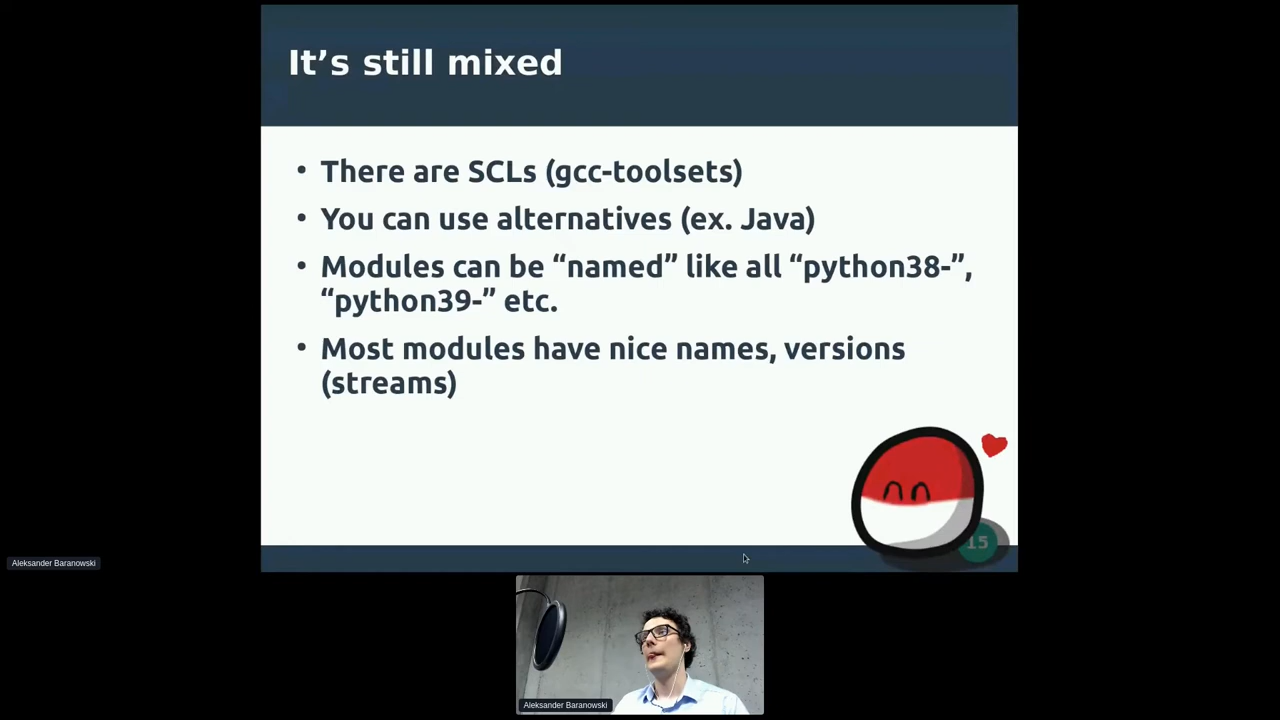 It’s still mixed
• There are SCLs (gcc-toolsets)
• You can use alternatives (ex. Java)
• Modules can be “named” like all “python38-”,
“python39-” etc.
• Most modules have nice names, versions
(streams)
15
Aleksander Baranowski
Aleksander Baranowski